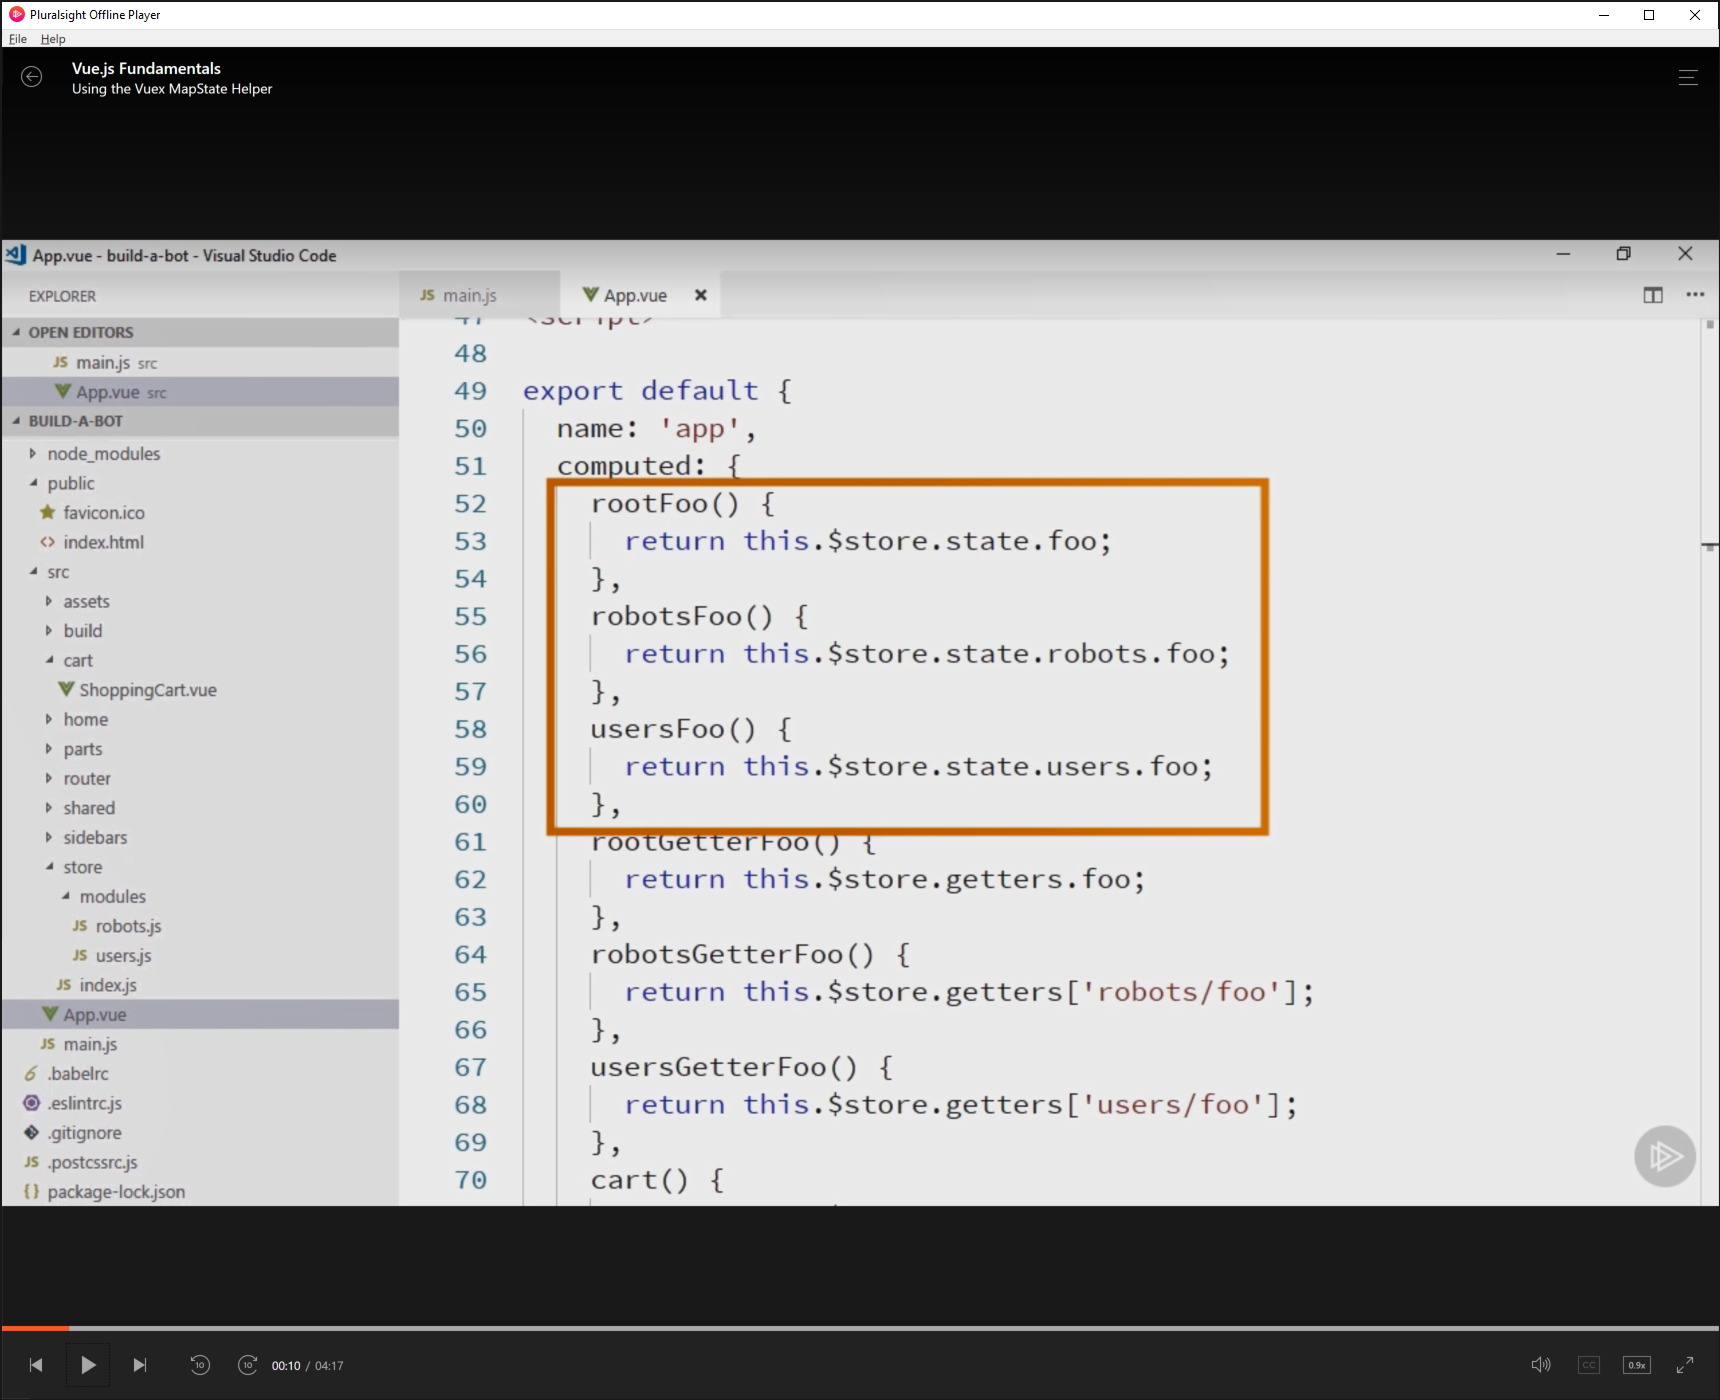 Pluralsight Offline Player
File Help
Vue.js Fundamentals
Using the Vuex MapState Helper
App.vue - build-a-bot - Visual Studio Code
EXPLORER
JS main.js
App.vue
OPEN EDITORS
JS main.js src
App.vue src
BUILD-A-BOT
node_modules
public
favicon.ico
<> index.html
src
assets
build
cart
ShoppingCart.vue
home
parts
router
shared
sidebars
store
modules
JS robots.js
JS users.js
JS index.js
App.vue
JS main.js
.babelrc
.eslintrc.js
.gitignore
JS .postcssrc.js
{} package-lock.json
47 <script>
48
49 export default {
50 name: 'app',
51 computed: {
52 rootFoo() {
53 return this.$store.state.foo;
54 },
55 robotsFoo() {
56 return this.$store.state.robots.foo;
57 },
58 usersFoo() {
59 return this.$store.state.users.foo;
60 },
61 rootGetterFoo() {
62 return this.$store.getters.foo;
63 },
64 robotsGetterFoo() {
65 return this.$store.getters['robots/foo'];
66 },
67 usersGetterFoo() {
68 return this.$store.getters['users/foo'];
69 },
70 cart() {
10
10
00:10 / 04:17
CC
0.9x